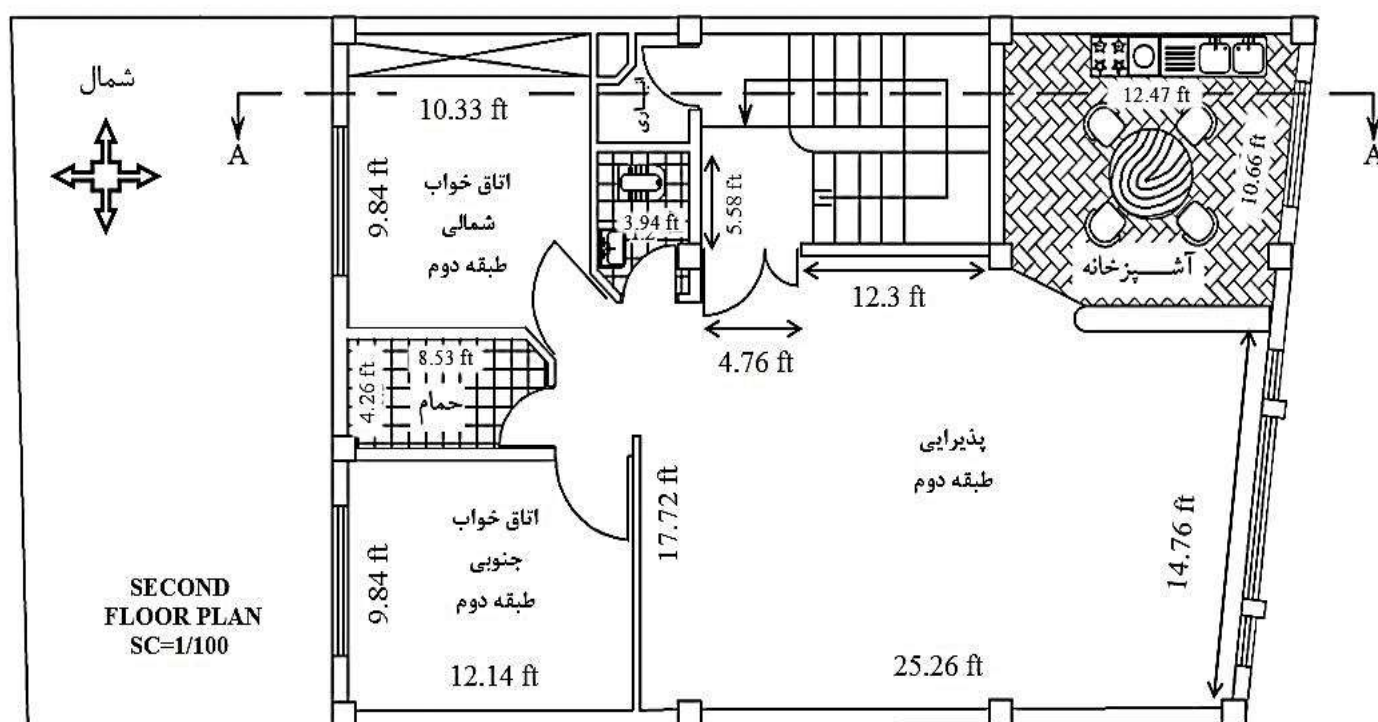 شمال
A
A
10.33 ft
9.84 ft
اتاق خواب
شمالی
طبقه دوم
انباری
3.94 ft
5.58 ft
12.47 ft
10.66 ft
آشپزخانه
12.3 ft
4.76 ft
8.53 ft
4.26 ft
حمام
پذیرایی
طبقه دوم
17.72 ft
14.76 ft
25.26 ft
اتاق خواب
جنوبی
طبقه دوم
9.84 ft
12.14 ft
SECOND
FLOOR PLAN
SC=1/100